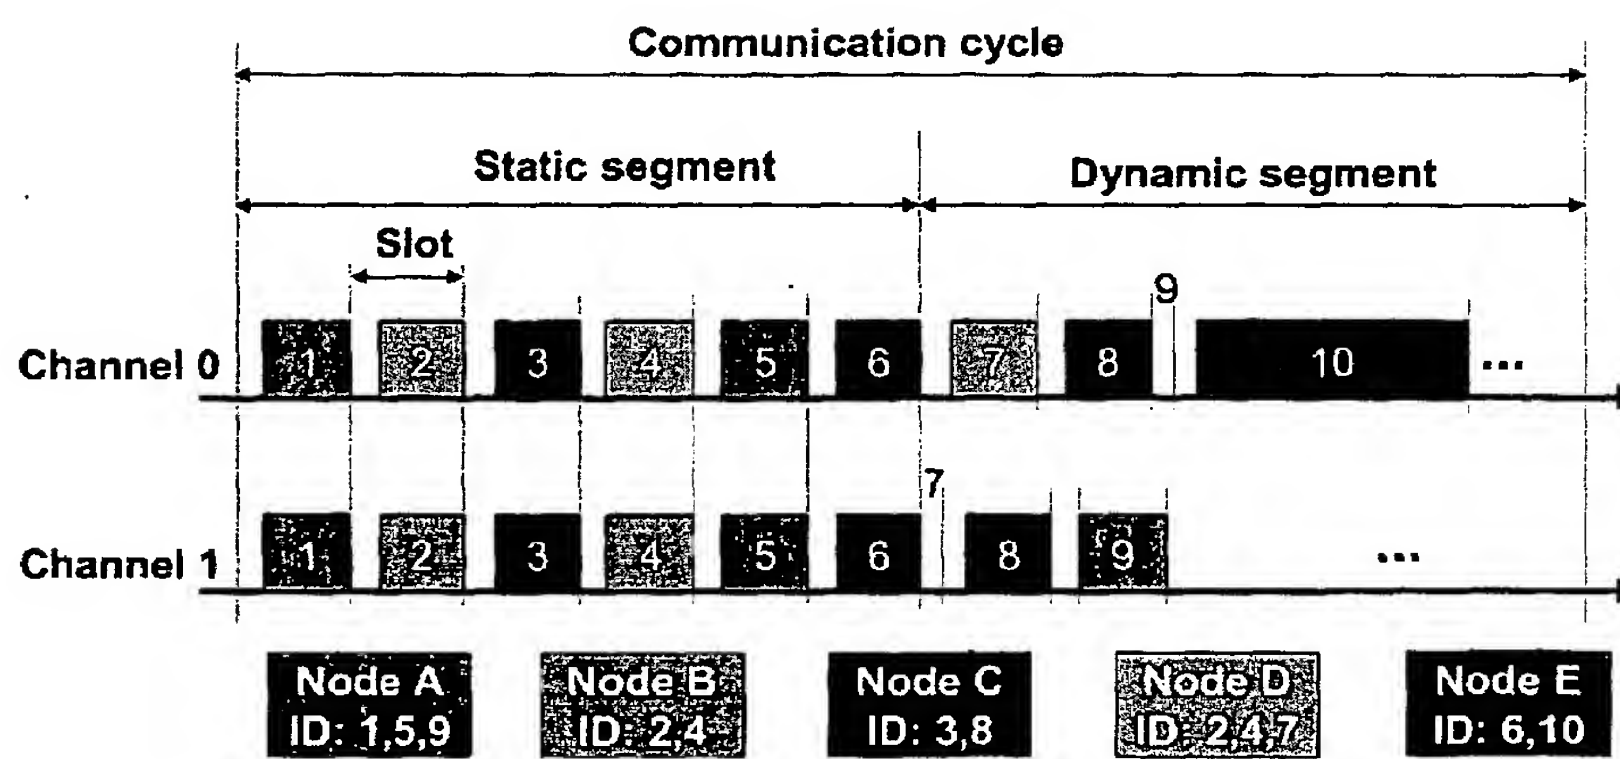 Communication cycle
Static segment
Dynamic segment
Slot
9
Channel 0
1 2 3 4 5 6 7 8 10 ...
7
Channel 1
1 2 3 4 5 6 8 9 ...
Node A
ID: 1,5,9
Node B
ID: 2,4
Node C
ID: 3,8
Node D
ID: 2,4,7
Node E
ID: 6,10